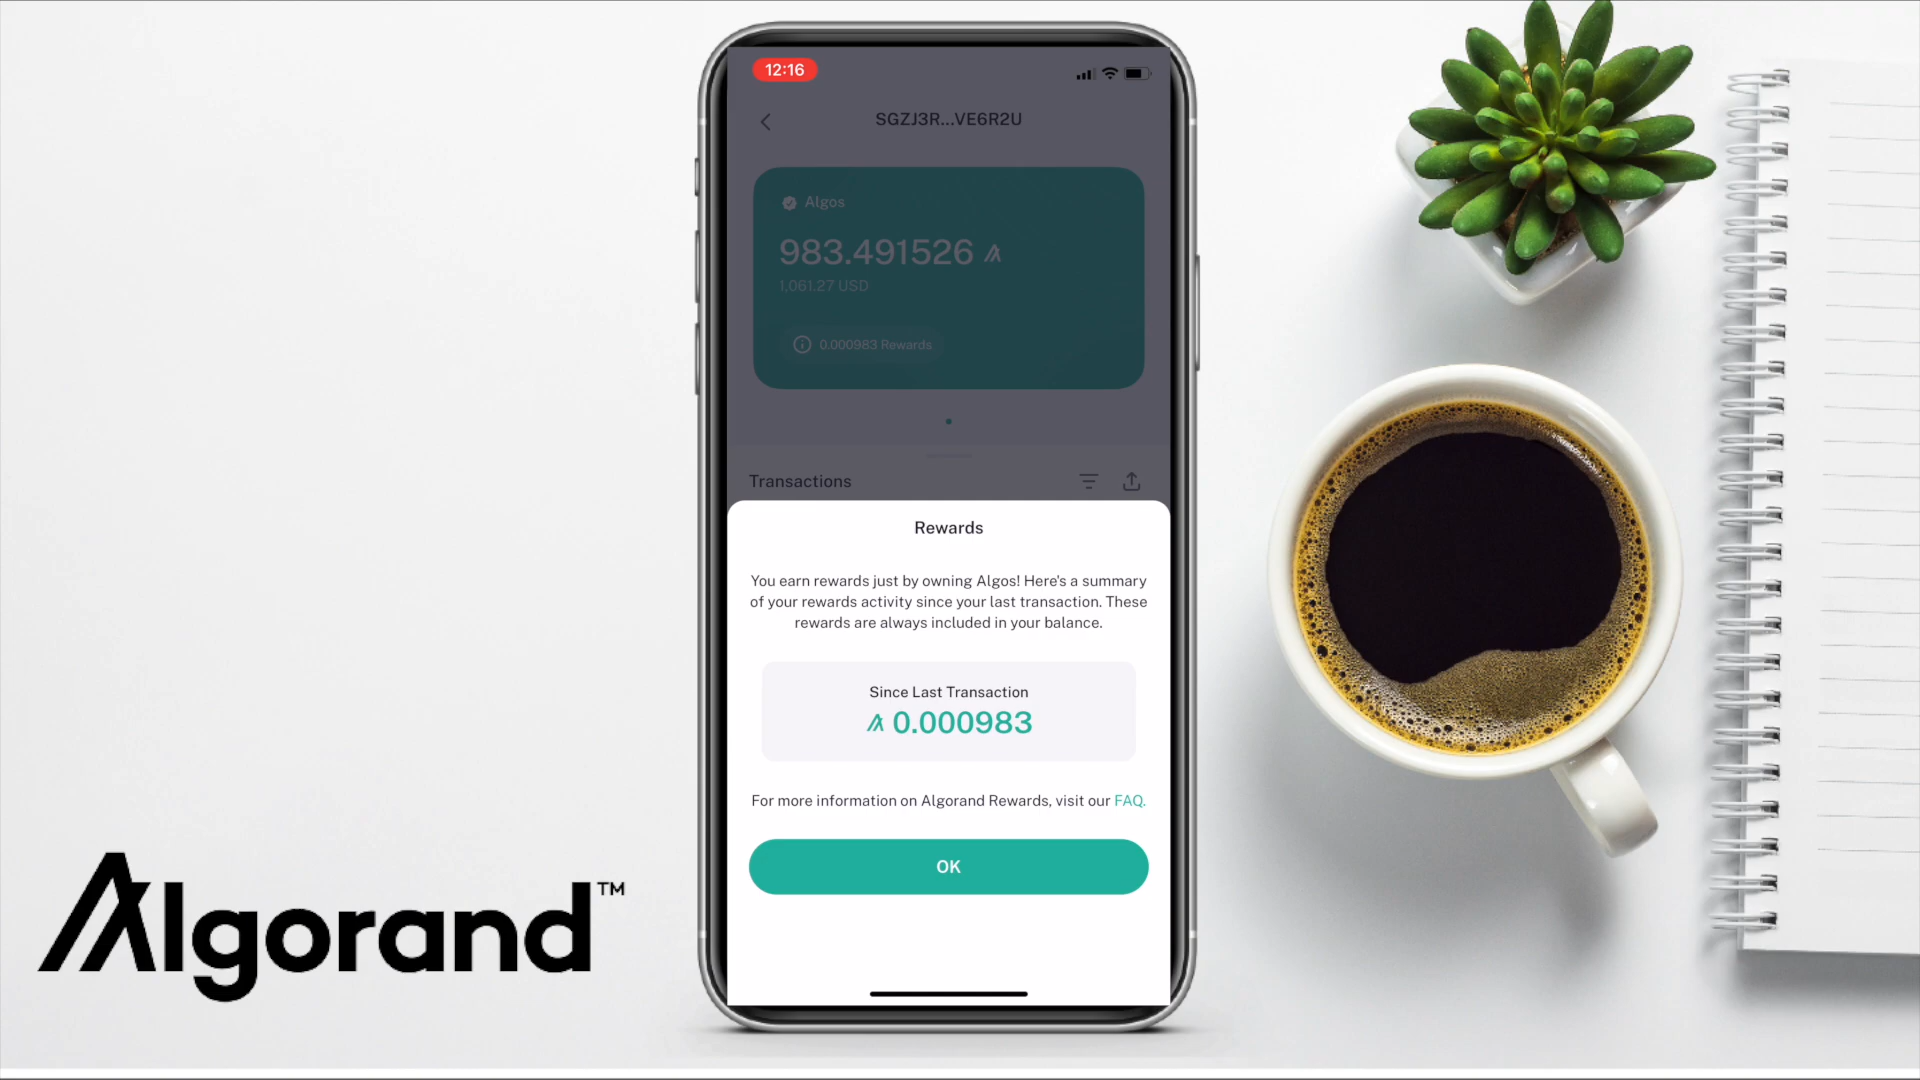 12:16
SGZJ3R...VE6R2U
Algos
983.491526
1,061.27 USD
0.000983 Rewards
Transactions
Rewards
You earn rewards just by owning Algos! Here's a summary
of your rewards activity since your last transaction. These
rewards are always included in your balance.
Since Last Transaction
0.000983
For more information on Algorand Rewards, visit our FAQ.
OK
Algorand™